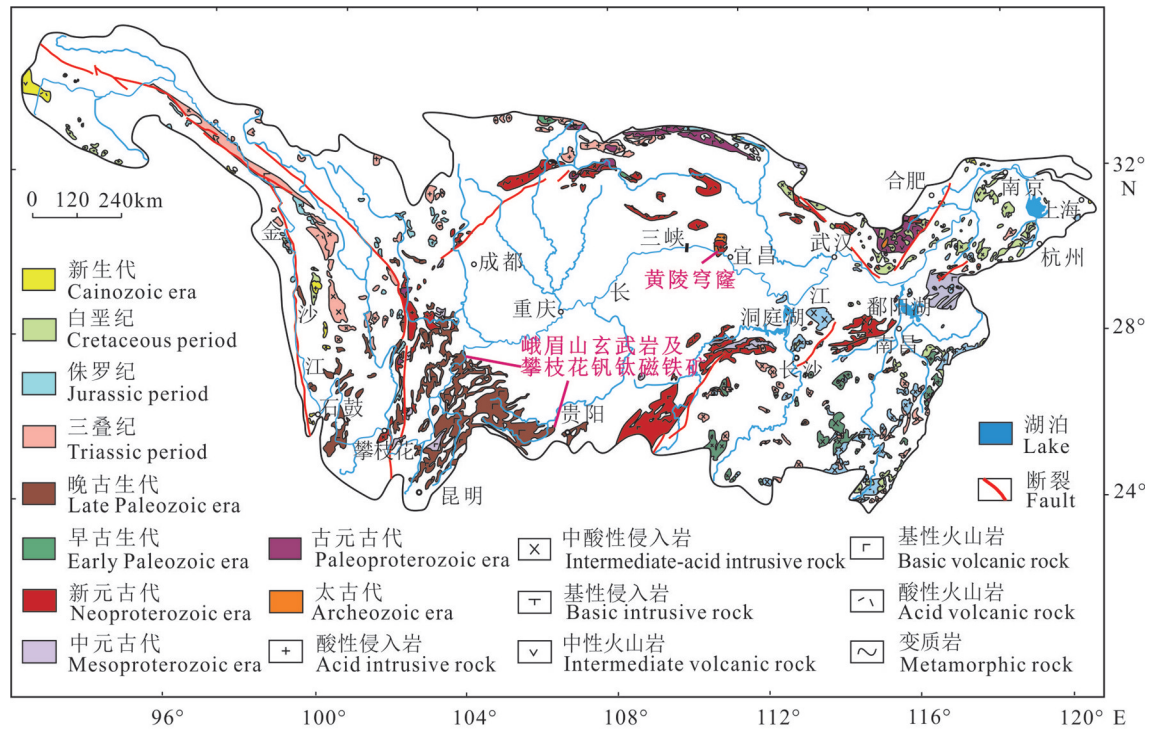 32°
N
合肥
南京
上海
0 120 240km
金
三峡
武汉
杭州
成都
宜昌
新生代
Cainozoic era
黄陵穹窿
沙
重庆
长
江
鄱阳湖
洞庭湖
28°
白垩纪
Cretaceous period
南昌
峨眉山玄武岩及
攀枝花钒钛磁铁矿
江
长沙
侏罗纪
Jurassic period
石鼓
贵阳
湖泊
Lake
三叠纪
Triassic period
攀枝花
断裂
Fault
晚古生代
Late Paleozoic era
昆明
24°
早古生代
Early Paleozoic era
古元古代
Paleoproterozoic era
中酸性侵入岩
Intermediate-acid intrusive rock
基性火山岩
Basic volcanic rock
新元古代
Neoproterozoic era
太古代
Archeozoic era
基性侵入岩
Basic intrusive rock
酸性火山岩
Acid volcanic rock
中元古代
Mesoproterozoic era
酸性侵入岩
Acid intrusive rock
中性火山岩
Intermediate volcanic rock
变质岩
Metamorphic rock
96° 100° 104° 108° 112° 116° 120° E